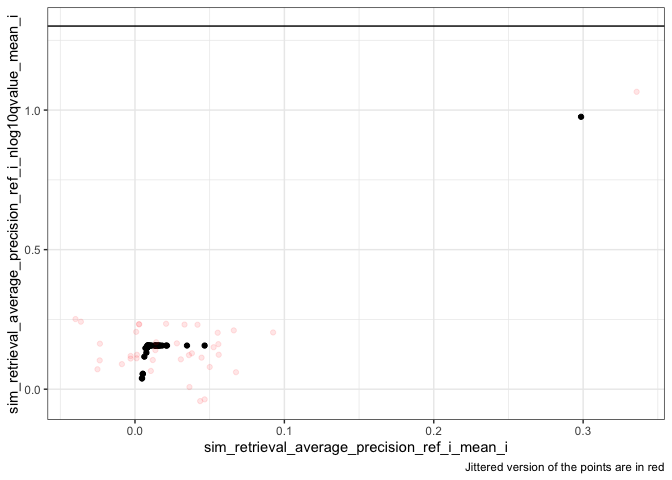 sim_retrieval_average_precision_ref_i_nlog10qvalue_mean_i
1.0
0.5
0.0
0.0 0.1 0.2 0.3
sim_retrieval_average_precision_ref_i_mean_i
Jittered version of the points are in red